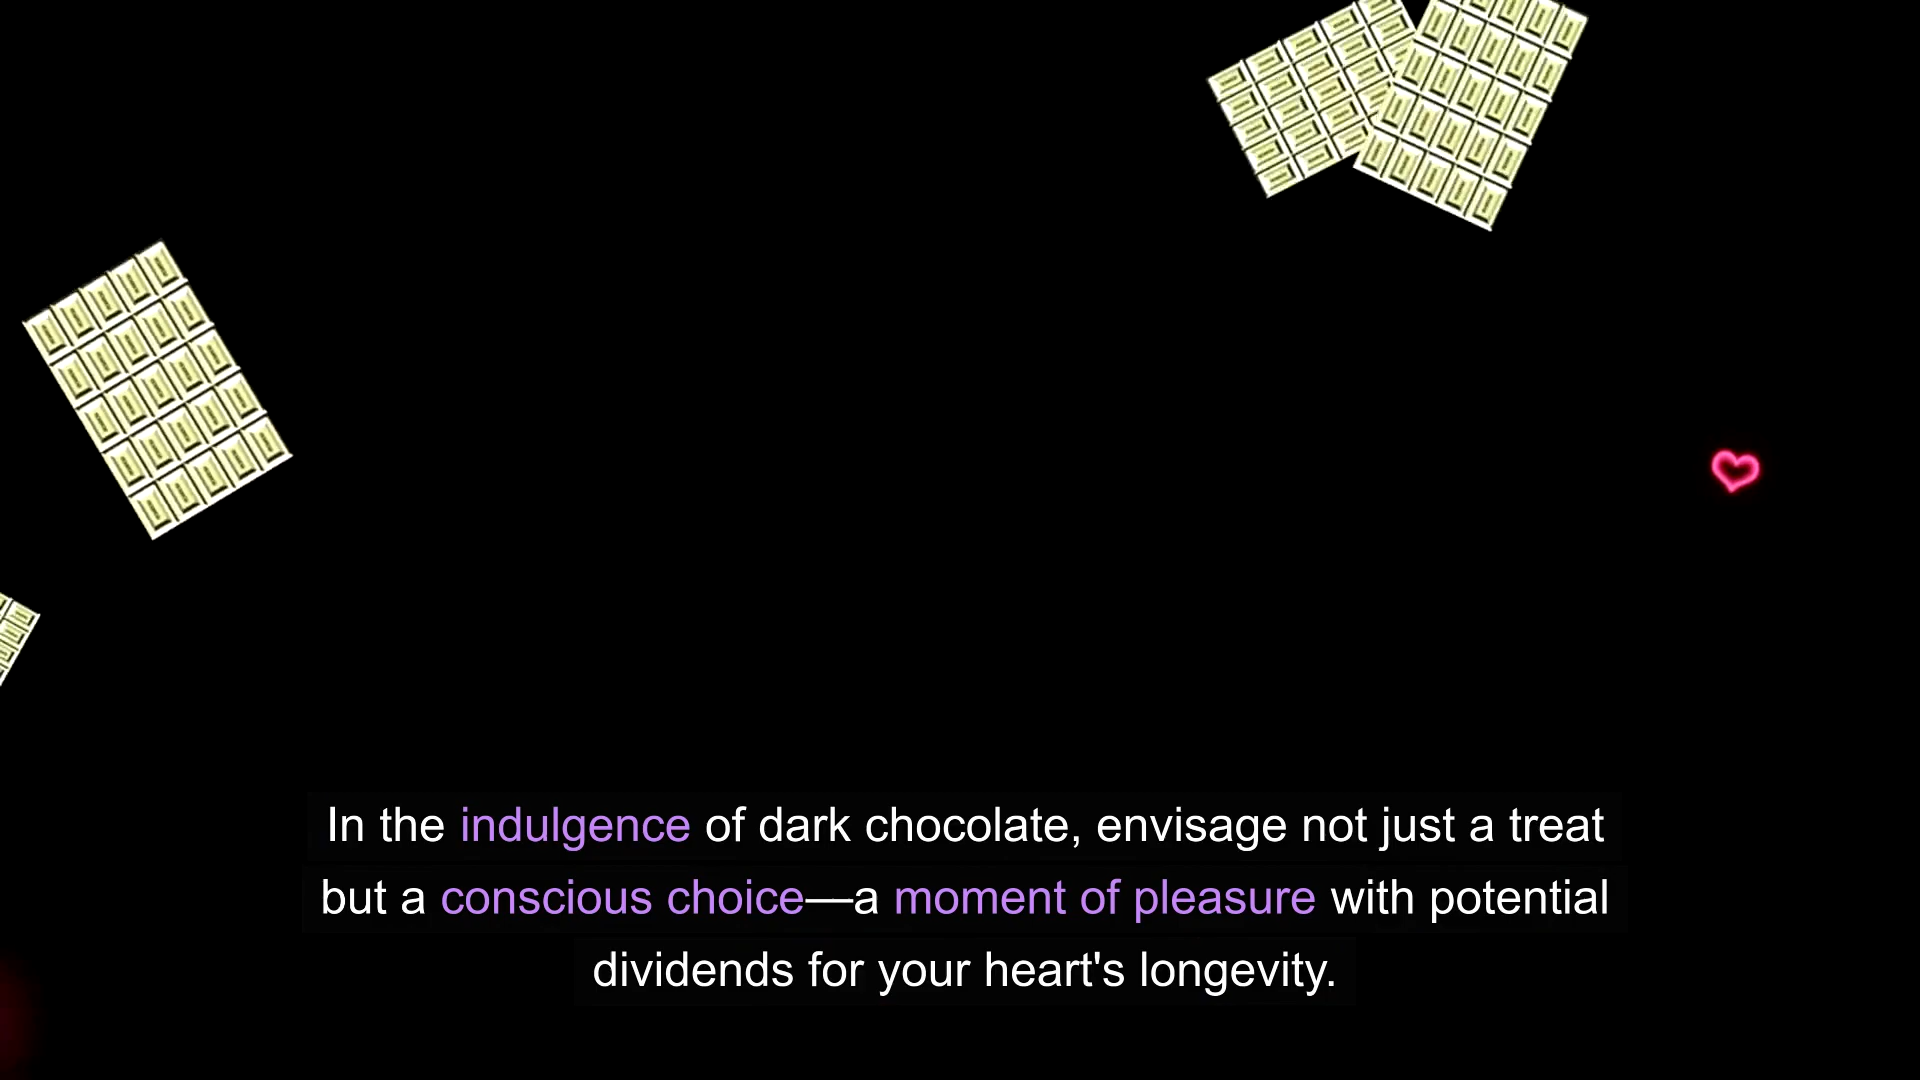 In the indulgence of dark chocolate, envisage not just a treat
but a conscious choice—a moment of pleasure with potential
dividends for your heart's longevity.